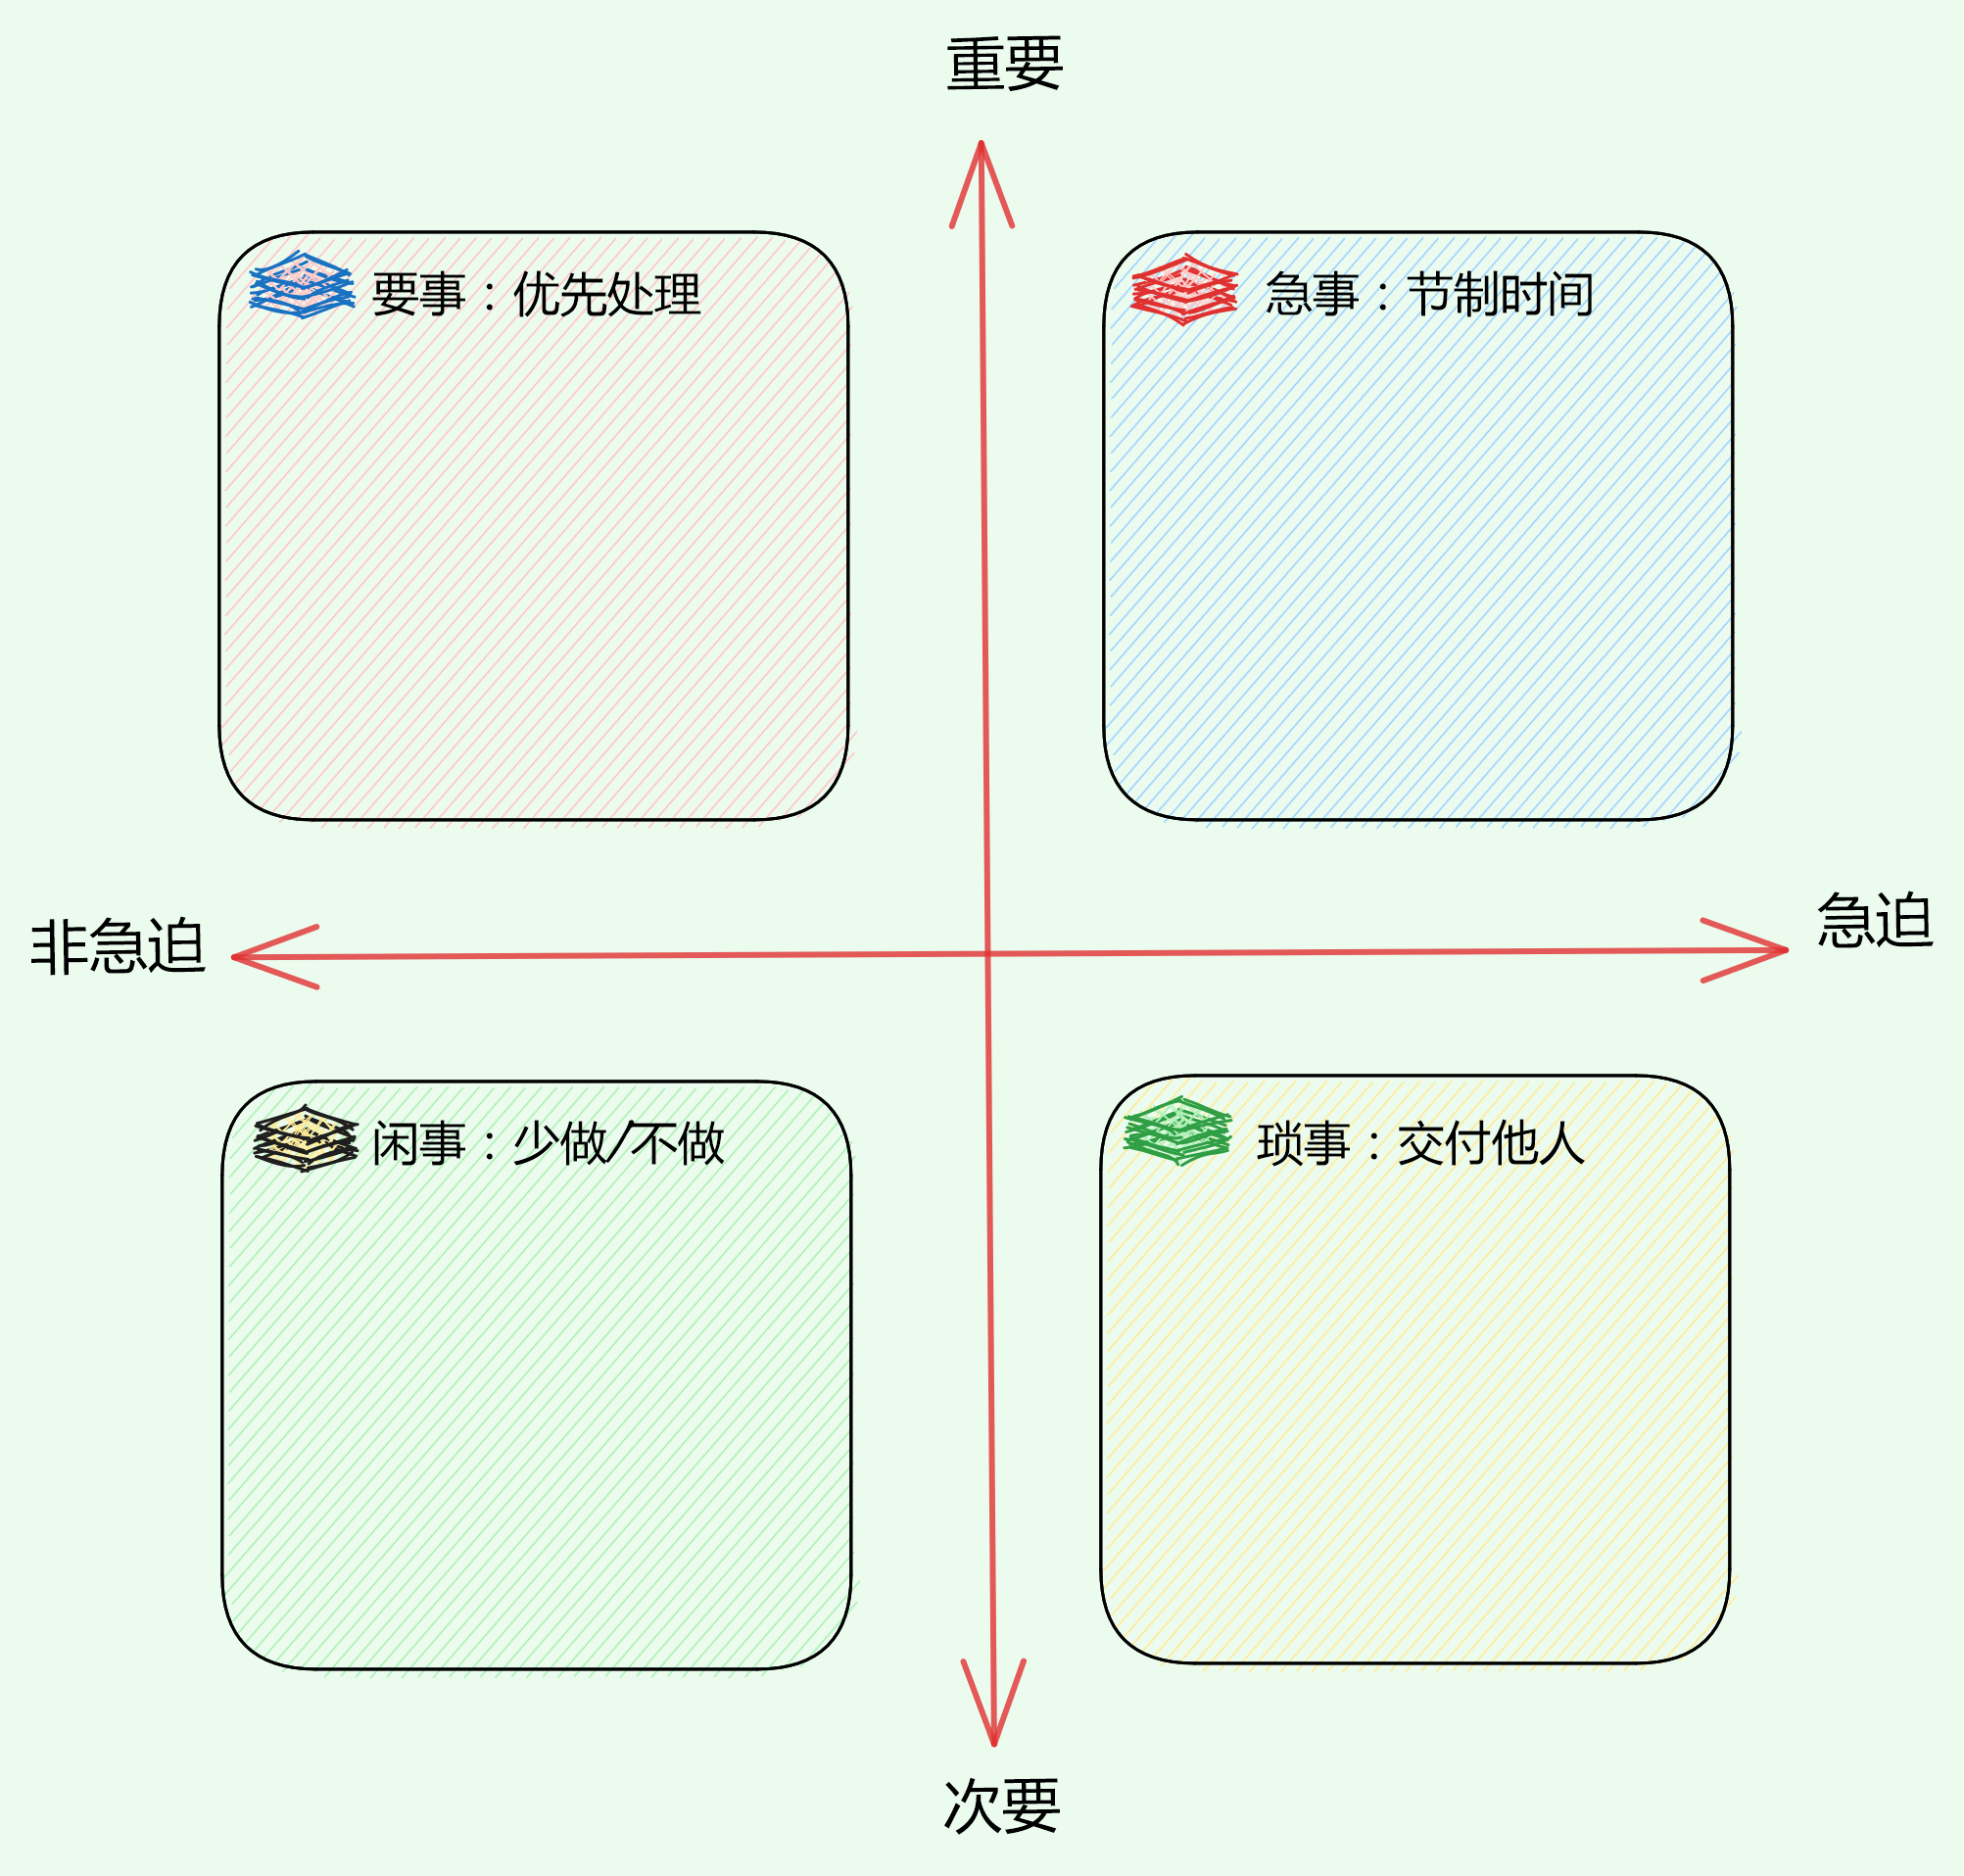 重要
要事：优先处理
急事：节制时间
非急迫
急迫
闲事：少做/不做
琐事：交付他人
次要